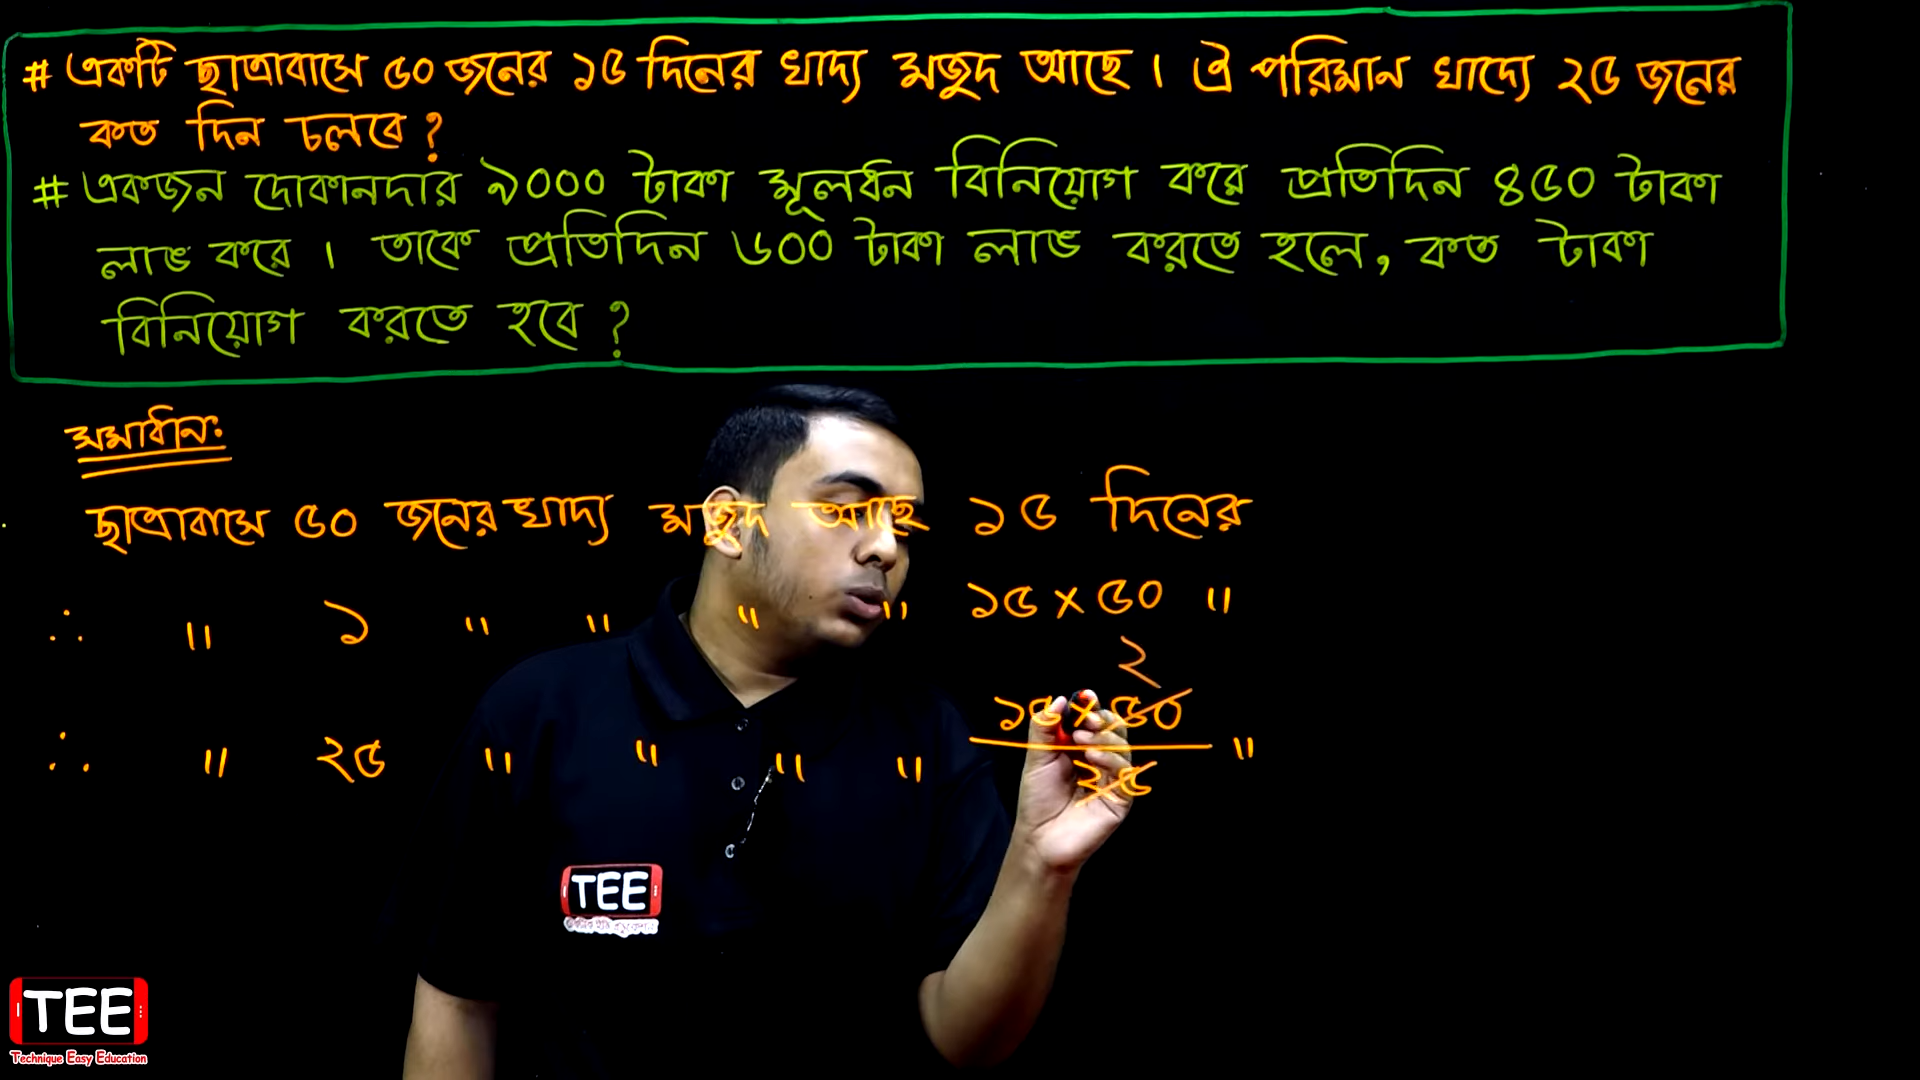 # একটি ছাত্রাবাসে ৫০ জনের ১৫ দিনের খাদ্য মজুদ আছে। ঐ পরিমান খাদ্যে ২৫ জনের
কত দিন চলবে?
# একজন দোকানদার ৯০০০ টাকা মূলধন বিনিয়োগ করে প্রতিদিন ৪৫০ টাকা
লাভ করে। তাকে প্রতিদিন ৬০০ টাকা লাভ করতে হলে, কত টাকা
বিনিয়োগ করতে হবে?
সমাধান:
ছাত্রাবাসে ৫০ জনের খাদ্য মজুদ আছে ১৫ দিনের
∴ " ১ " " " " ১৫ × ৫০ "
২
১৫ × ৫০
∴ " ২৫ " " " " "
২৫
TEE
TEE
Technique Easy Education